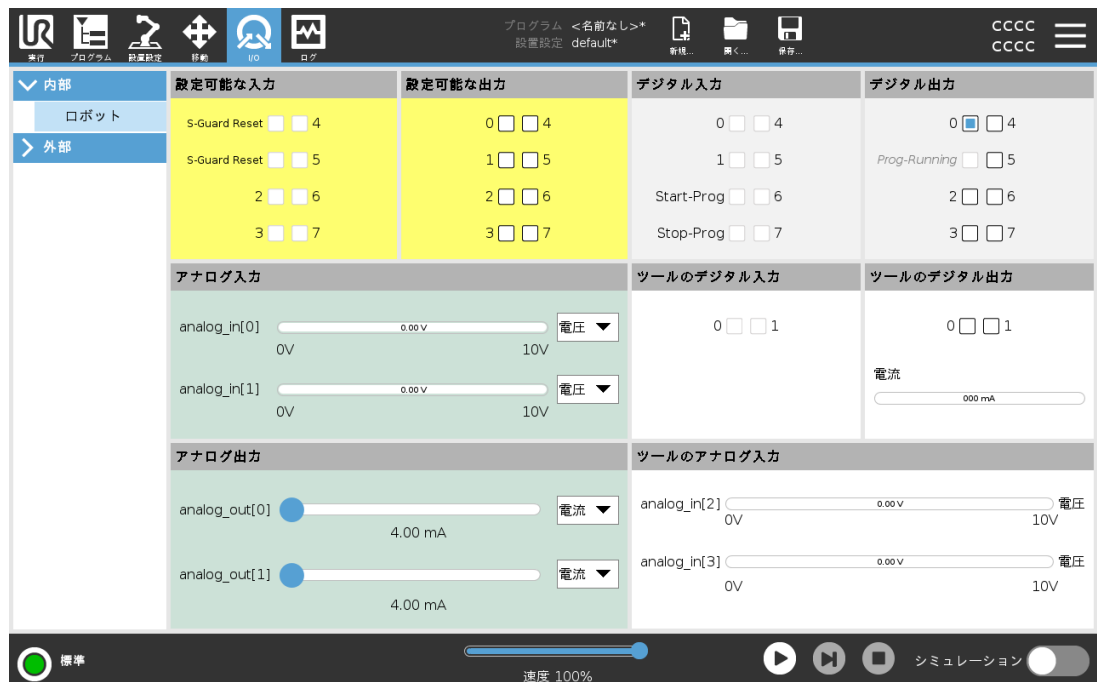 UR
実行
プログラム
設置設定
移動
I/O
ログ
プログラム <名前なし>*
設置設定 default*
新規...
開く...
保存...
CCCC
CCCC
内部
ロボット
外部
設定可能な入力
S-Guard Reset 4
S-Guard Reset 5
2 6
3 7
設定可能な出力
0 4
1 5
2 6
3 7
デジタル入力
0 4
1 5
Start-Prog 6
Stop-Prog 7
デジタル出力
0 4
Prog-Running 5
2 6
3 7
アナログ入力
analog_in[0] 0.00 V 電圧
0V 10V
analog_in[1] 0.00 V 電圧
0V 10V
ツールのデジタル入力
0 1
ツールのデジタル出力
0 1
電流
000 mA
アナログ出力
analog_out[0] 電流
4.00 mA
analog_out[1] 電流
4.00 mA
ツールのアナログ入力
analog_in[2] 0.00 V 電圧
0V 10V
analog_in[3] 0.00 V 電圧
0V 10V
標準
速度 100%
シミュレーション